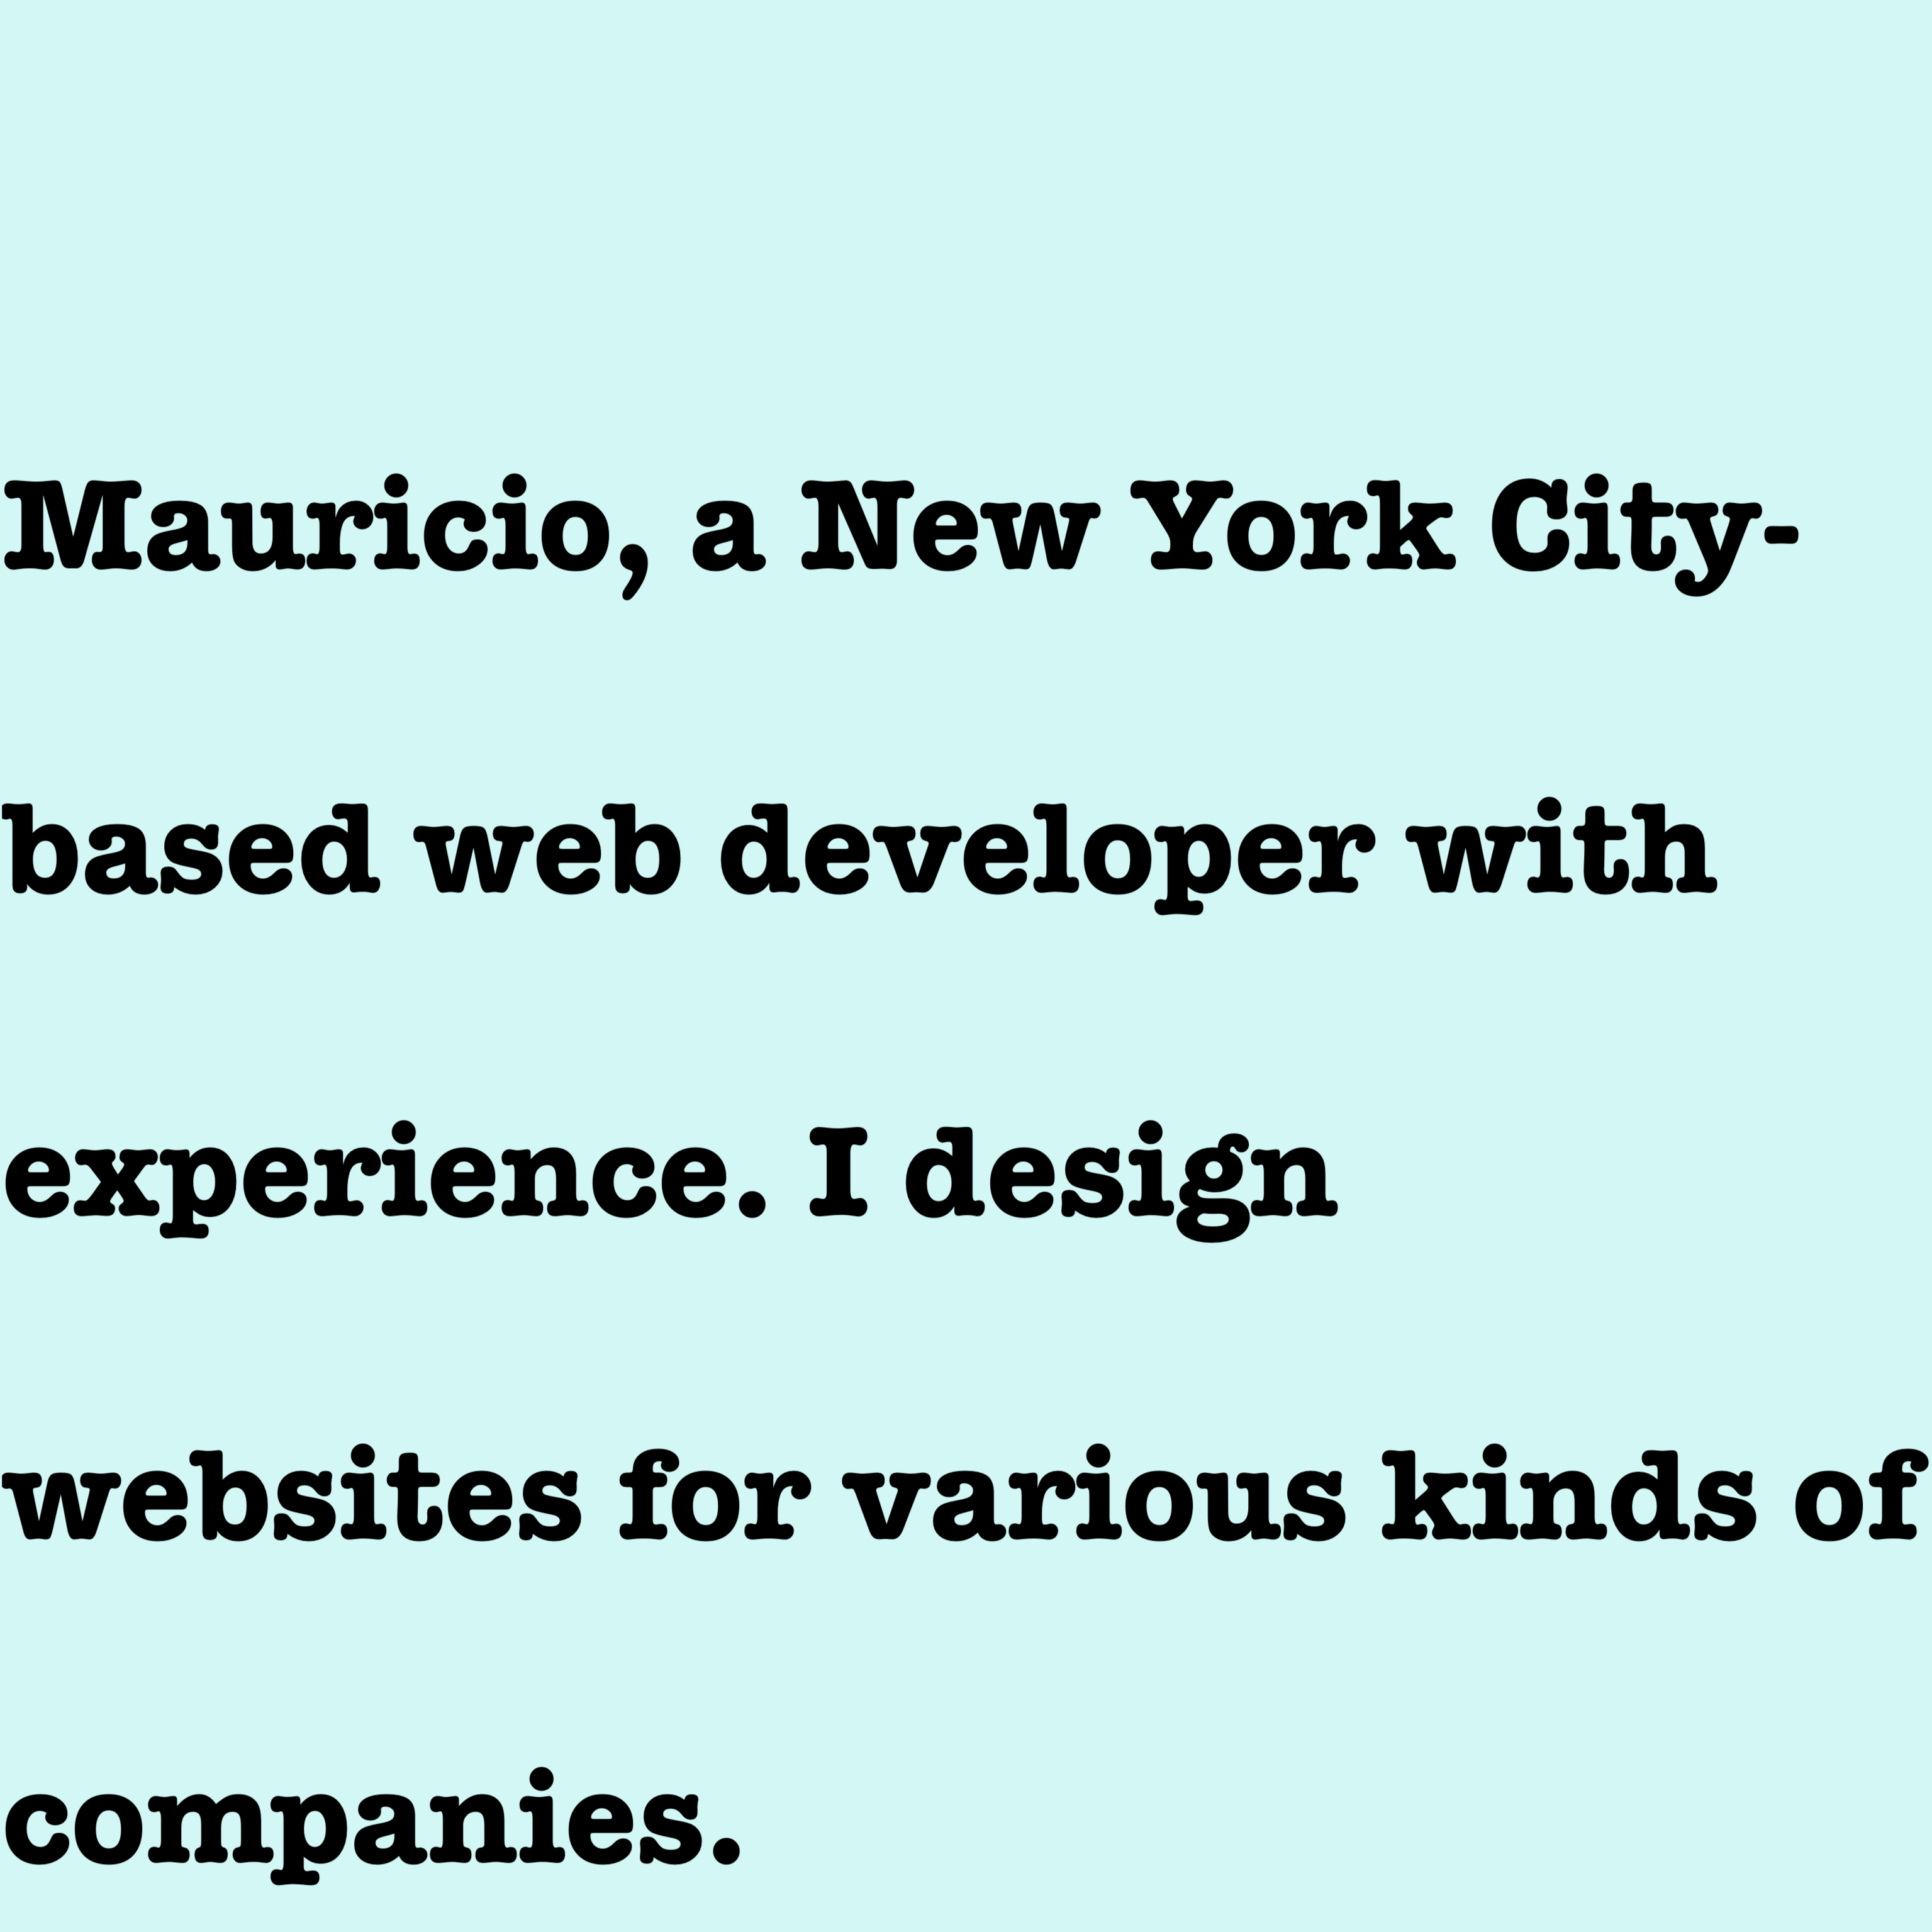 Mauricio, a New York City-
based web developer with
experience. I design
websites for various kinds of
companies.